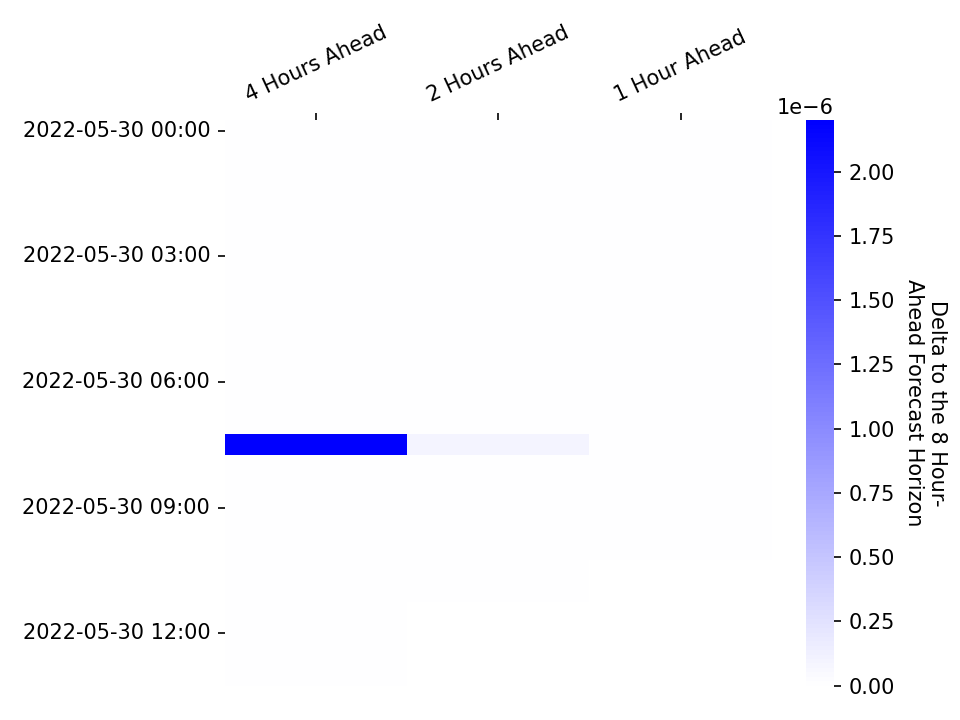 4 Hours Ahead
2 Hours Ahead
1 Hour Ahead
1e−6
2022-05-30 00:00
2022-05-30 03:00
2022-05-30 06:00
2022-05-30 09:00
2022-05-30 12:00
2.00
1.75
1.50
1.25
1.00
0.75
0.50
0.25
0.00
Delta to the 8 Hour-
Ahead Forecast Horizon